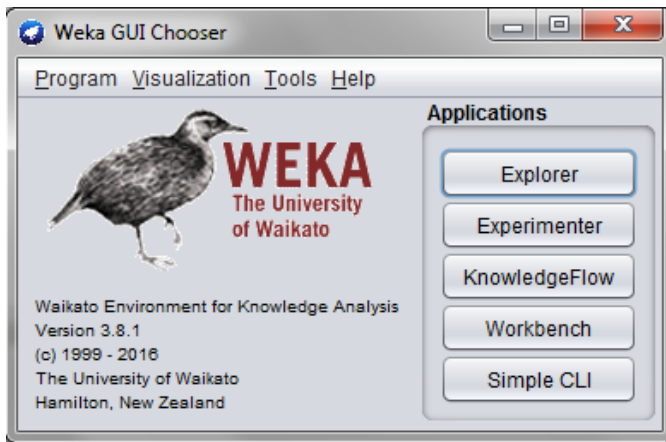 Weka GUI Chooser
Program Visualization Tools Help
WEKA
The University
of Waikato
Waikato Environment for Knowledge Analysis
Version 3.8.1
(c) 1999 - 2016
The University of Waikato
Hamilton, New Zealand
Applications
Explorer
Experimenter
KnowledgeFlow
Workbench
Simple CLI